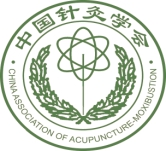 中国针灸学会
·CHINA ASSOCIATION OF ACUPUNCTURE-MOXIBUSTION·